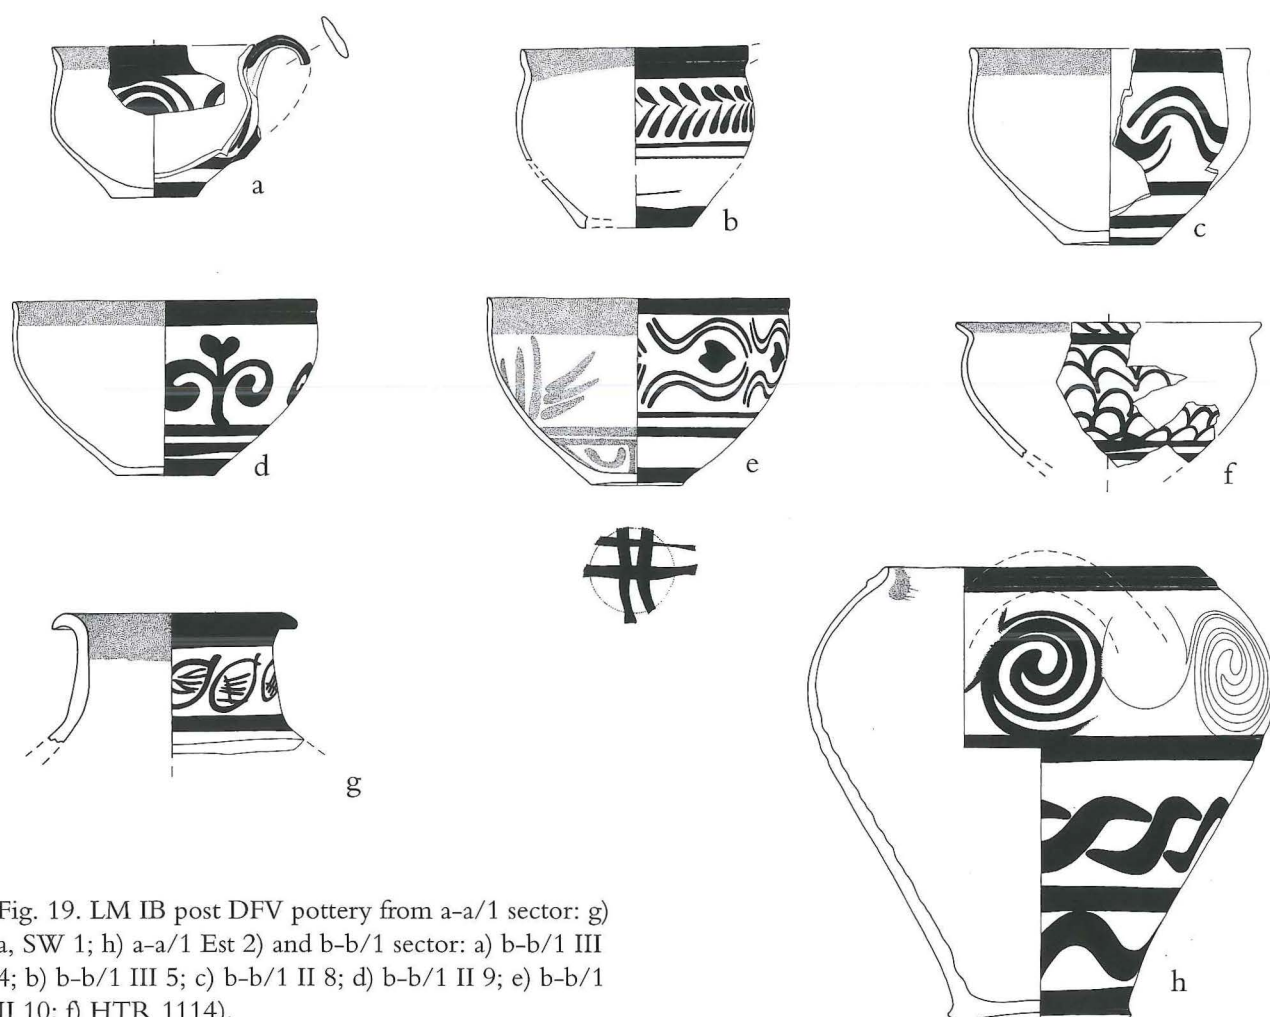 a
b
c
d
e
f
g
h
Fig. 19. LM IB post DFV pottery from a-a/1 sector: g)
a, SW 1; h) a-a/1 Est 2) and b-b/1 sector: a) b-b/1 III
4; b) b-b/1 III 5; c) b-b/1 II 8; d) b-b/1 II 9; e) b-b/1
II 10; f) HTR 1114).